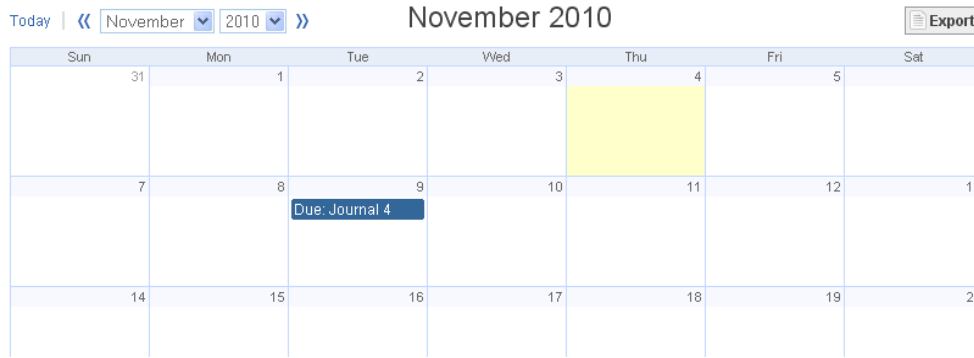 Today | « November 2010 » November 2010 Export
Sun Mon Tue Wed Thu Fri Sat
31 1 2 3 4 5
7 8 9 10 11 12
Due: Journal 4
14 15 16 17 18 19